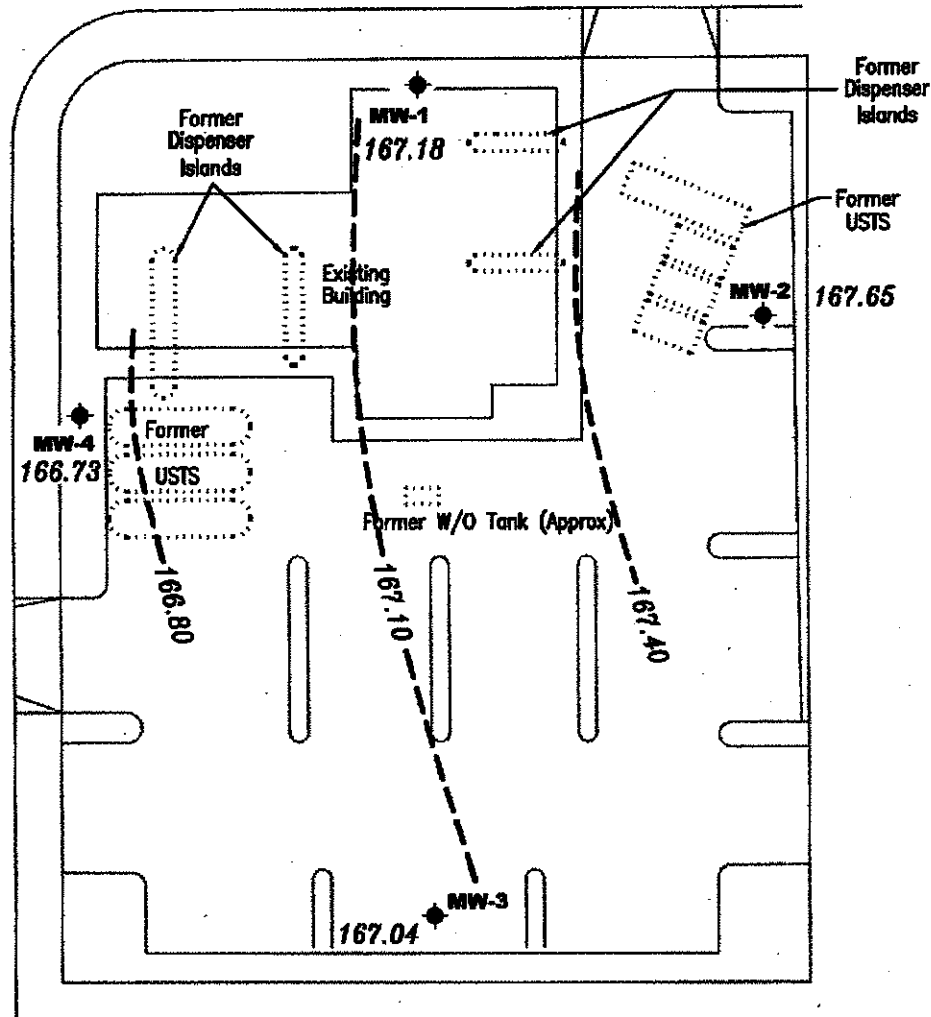 Former
Dispenser
Islands
MW-1
167.18
Former
Dispenser
Islands
Former
USTS
Existing
Building
MW-2
167.65
MW-4
166.73
Former
USTS
Former W/O Tank (Approx)
166.80
167.10
167.40
MW-3
167.04